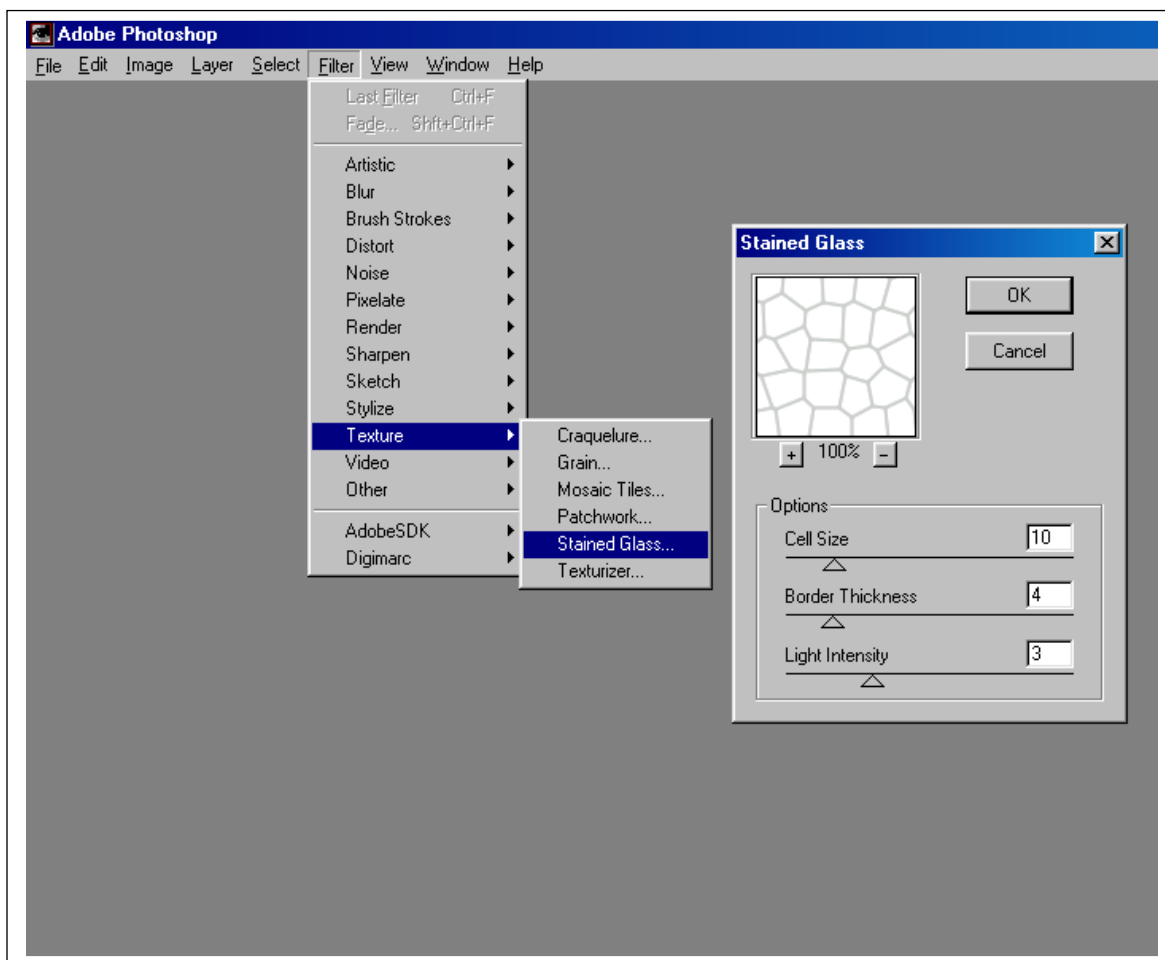 Adobe Photoshop
File Edit Image Layer Select Filter View Window Help
Last Filter Ctrl+F
Fade... Shft+Ctrl+F
Artistic
Blur
Brush Strokes
Distort
Noise
Pixelate
Render
Sharpen
Sketch
Stylize
Texture
Video
Other
AdobeSDK
Digimarc
Craquelure...
Grain...
Mosaic Tiles...
Patchwork...
Stained Glass...
Texturizer...
Stained Glass
OK
Cancel
+ 100% -
Options
Cell Size 10
Border Thickness 4
Light Intensity 3